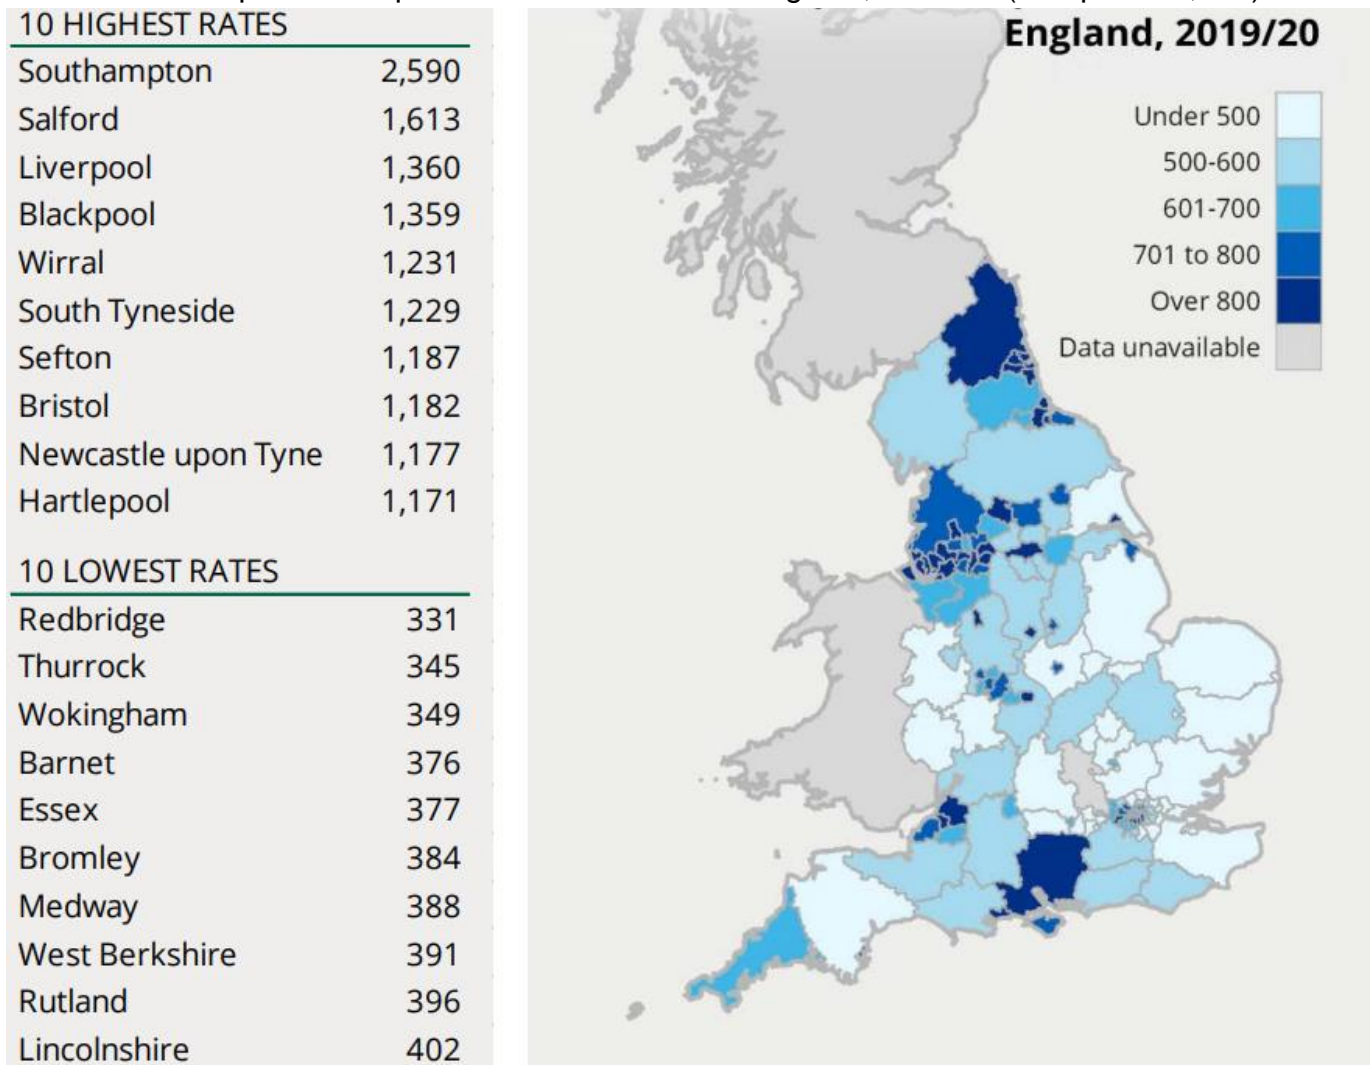 10 HIGHEST RATES
Southampton 2,590
Salford 1,613
Liverpool 1,360
Blackpool 1,359
Wirral 1,231
South Tyneside 1,229
Sefton 1,187
Bristol 1,182
Newcastle upon Tyne 1,177
Hartlepool 1,171
10 LOWEST RATES
Redbridge 331
Thurrock 345
Wokingham 349
Barnet 376
Essex 377
Bromley 384
Medway 388
West Berkshire 391
Rutland 396
Lincolnshire 402
England, 2019/20
Under 500
500-600
601-700
701 to 800
Over 800
Data unavailable